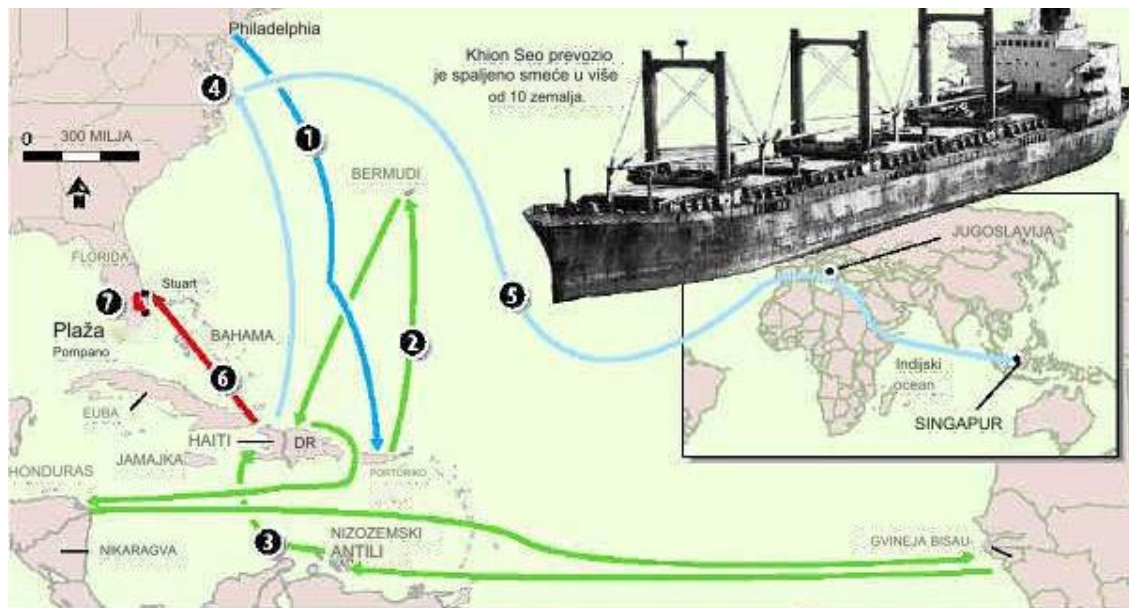 Philadelphia
Khion Seo prevozio
je spaljeno smeće u više
od 10 zemalja.
4
1
0 300 MILJA
N
BERMUDI
JUGOSLAVIJA
FLORIDA
Stuart
7
5
Plaža
Pompano
BAHAMA
2
6
Indijski
ocean
EUBA
SINGAPUR
HAITI
DR
JAMAJKA
PORTORIKO
HONDURAS
3
NIZOZEMSKI
ANTILI
NIKARAGVA
GVINEJA BISAU